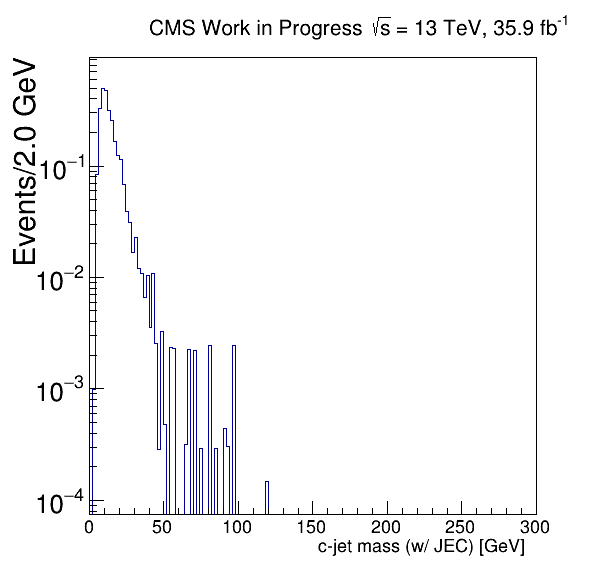 CMS Work in Progress √s = 13 TeV, 35.9 fb⁻¹
Events/2.0 GeV
10⁻¹
10⁻²
10⁻³
10⁻⁴
0 50 100 150 200 250 300
c-jet mass (w/ JEC) [GeV]